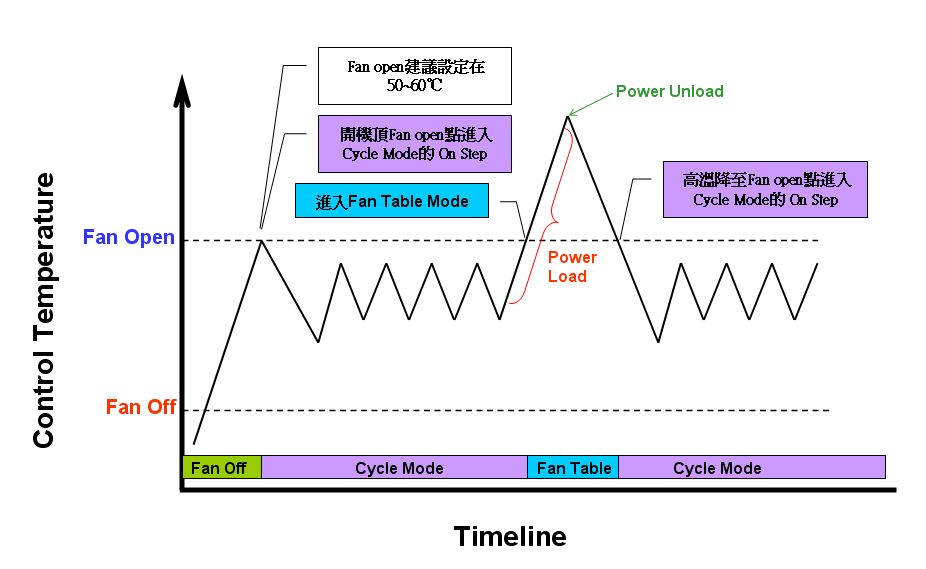 Fan open建議設定在
50~60℃
Power Unload
開機頂Fan open點進入
Cycle Mode的 On Step
高溫降至Fan open點進入
Cycle Mode的 On Step
進入Fan Table Mode
Fan Open
Power
Load
Control Temperature
Fan Off
Fan Off
Cycle Mode
Fan Table
Cycle Mode
Timeline